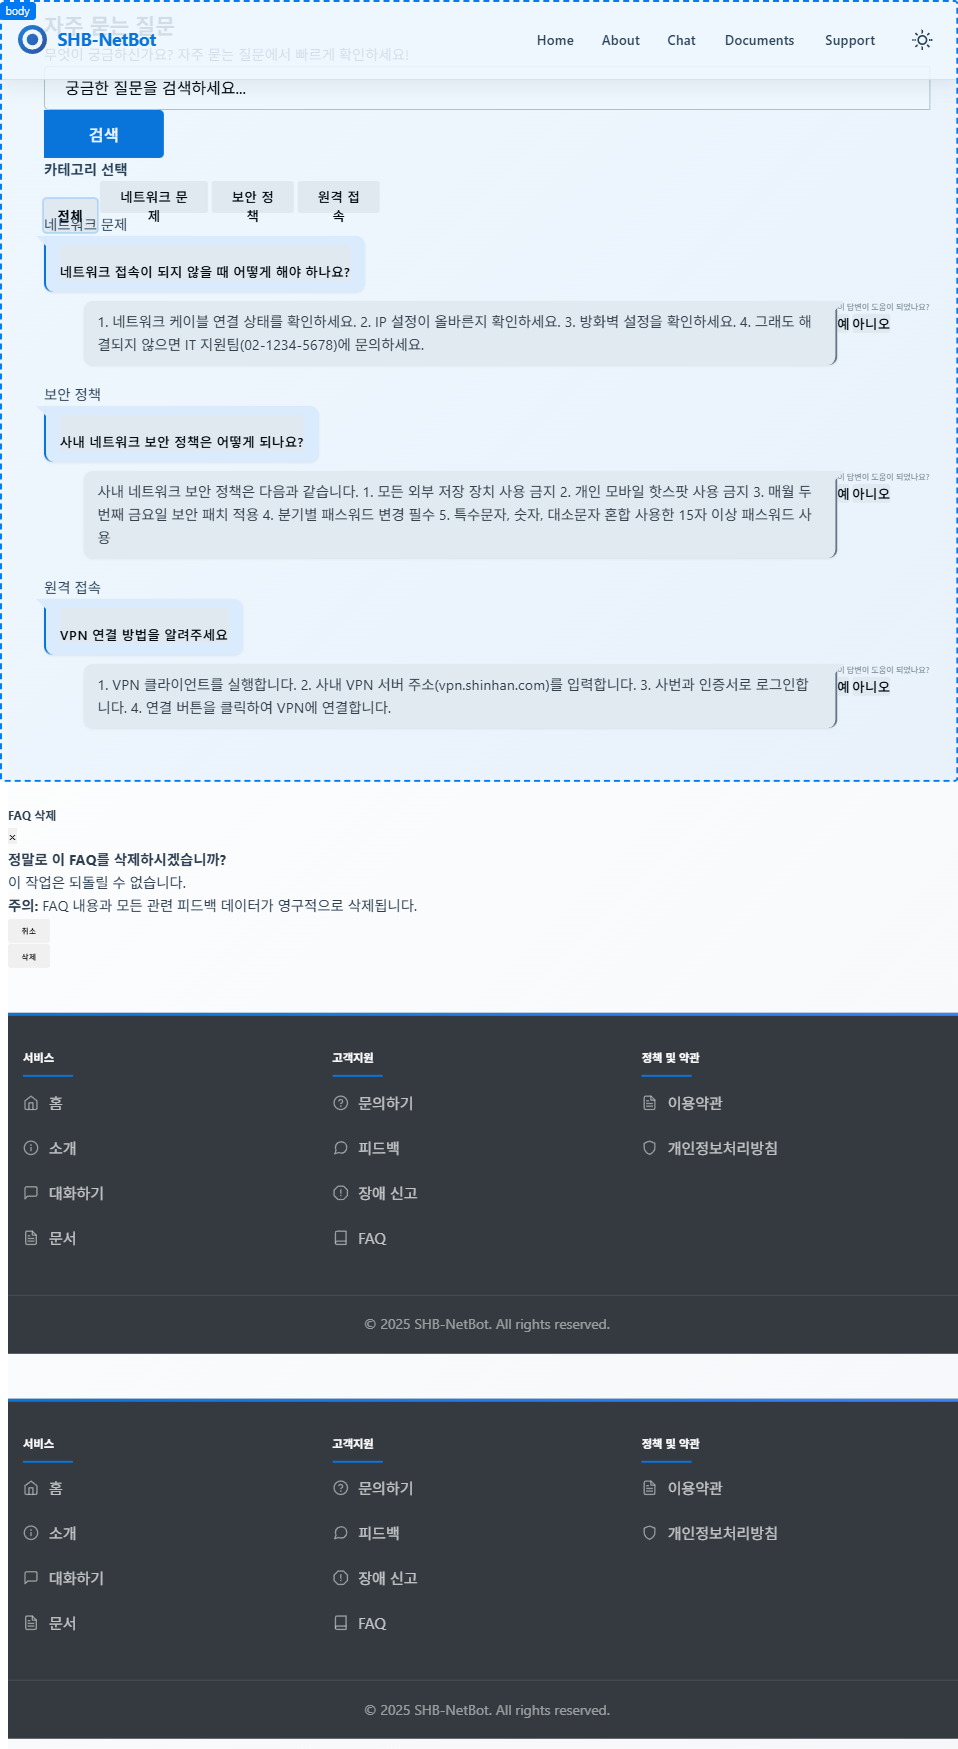 body
자주 묻는 질문
SHB-NetBot
Home
About
Chat
Documents
Support
무엇이 궁금하신가요? 자주 묻는 질문에서 빠르게 확인하세요!
궁금한 질문을 검색하세요...
검색
카테고리 선택
전체
네트워크 문
제
보안 정
책
원격 접
속
네트워크 문제
네트워크 접속이 되지 않을 때 어떻게 해야 하나요?
1. 네트워크 케이블 연결 상태를 확인하세요. 2. IP 설정이 올바른지 확인하세요. 3. 방화벽 설정을 확인하세요. 4. 그래도 해
결되지 않으면 IT 지원팀(02-1234-5678)에 문의하세요.
이 답변이 도움이 되었나요?
예 아니오
보안 정책
사내 네트워크 보안 정책은 어떻게 되나요?
사내 네트워크 보안 정책은 다음과 같습니다. 1. 모든 외부 저장 장치 사용 금지 2. 개인 모바일 핫스팟 사용 금지 3. 매월 두
번째 금요일 보안 패치 적용 4. 분기별 패스워드 변경 필수 5. 특수문자, 숫자, 대소문자 혼합 사용한 15자 이상 패스워드 사
용
이 답변이 도움이 되었나요?
예 아니오
원격 접속
VPN 연결 방법을 알려주세요
1. VPN 클라이언트를 실행합니다. 2. 사내 VPN 서버 주소(vpn.shinhan.com)를 입력합니다. 3. 사번과 인증서로 로그인합
니다. 4. 연결 버튼을 클릭하여 VPN에 연결합니다.
이 답변이 도움이 되었나요?
예 아니오
FAQ 삭제
×
정말로 이 FAQ를 삭제하시겠습니까?
이 작업은 되돌릴 수 없습니다.
주의: FAQ 내용과 모든 관련 피드백 데이터가 영구적으로 삭제됩니다.
취소
삭제
서비스
홈
소개
대화하기
문서
고객지원
문의하기
피드백
장애 신고
FAQ
정책 및 약관
이용약관
개인정보처리방침
© 2025 SHB-NetBot. All rights reserved.
서비스
홈
소개
대화하기
문서
고객지원
문의하기
피드백
장애 신고
FAQ
정책 및 약관
이용약관
개인정보처리방침
© 2025 SHB-NetBot. All rights reserved.